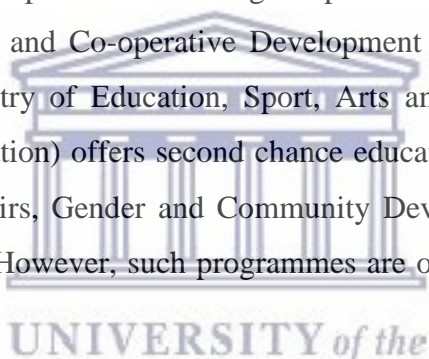 and Co-operative Development
try of Education, Sport, Arts an
tion) offers second chance educat
irs, Gender and Community Dev
However, such programmes are o
UNIVERSITY of the